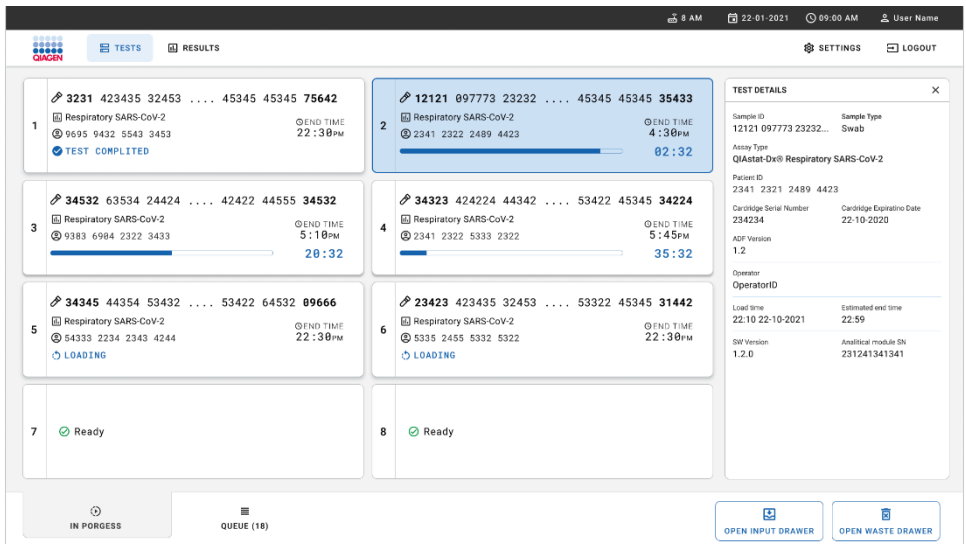 8 AM 22-01-2021 09:00 AM User Name
QIAGEN TESTS RESULTS SETTINGS LOGOUT
1
3231 423435 32453 .... 45345 45345 75642
Respiratory SARS-CoV-2
9695 9432 5543 3453
TEST COMPLITED
END TIME
22:30PM
2
12121 097773 23232 .... 45345 45345 35433
Respiratory SARS-CoV-2
2341 2322 2489 4423
END TIME
4:30PM
02:32
3
34532 63534 24424 .... 42422 44555 34532
Respiratory SARS-CoV-2
9383 6904 2322 3433
END TIME
5:10PM
20:32
4
34323 424224 44342 .... 53422 45345 34224
Respiratory SARS-CoV-2
2341 2322 5333 2322
END TIME
5:45PM
35:32
5
34345 44354 53432 .... 53422 64532 09666
Respiratory SARS-CoV-2
54333 2234 2343 4244
LOADING
END TIME
22:30PM
6
23423 423435 32453 .... 53322 45345 31442
Respiratory SARS-CoV-2
5335 2455 5332 5322
LOADING
END TIME
22:30PM
7 Ready
8 Ready
TEST DETAILS
Sample ID Sample Type
12121 097773 23232... Swab
Assay Type
QIAstat-Dx® Respiratory SARS-CoV-2
Patient ID
2341 2321 2489 4423
Cardridge Serial Number Cardridge Expiratino Date
234234 22-10-2020
ADF Version
1.2
Operator
OperatorID
Load time Estimated end time
22:10 22-10-2021 22:59
SW Version Analitical module SN
1.2.0 231241341341
IN PORGESS QUEUE (18) OPEN INPUT DRAWER OPEN WASTE DRAWER